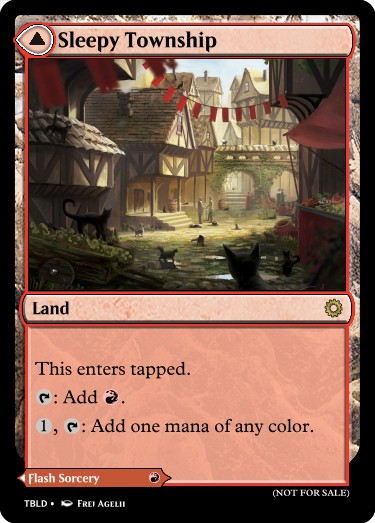 Sleepy Township
Land
This enters tapped.
: Add .
1, : Add one mana of any color.
Flash Sorcery
(NOT FOR SALE)
TBLD • Frej Agelii